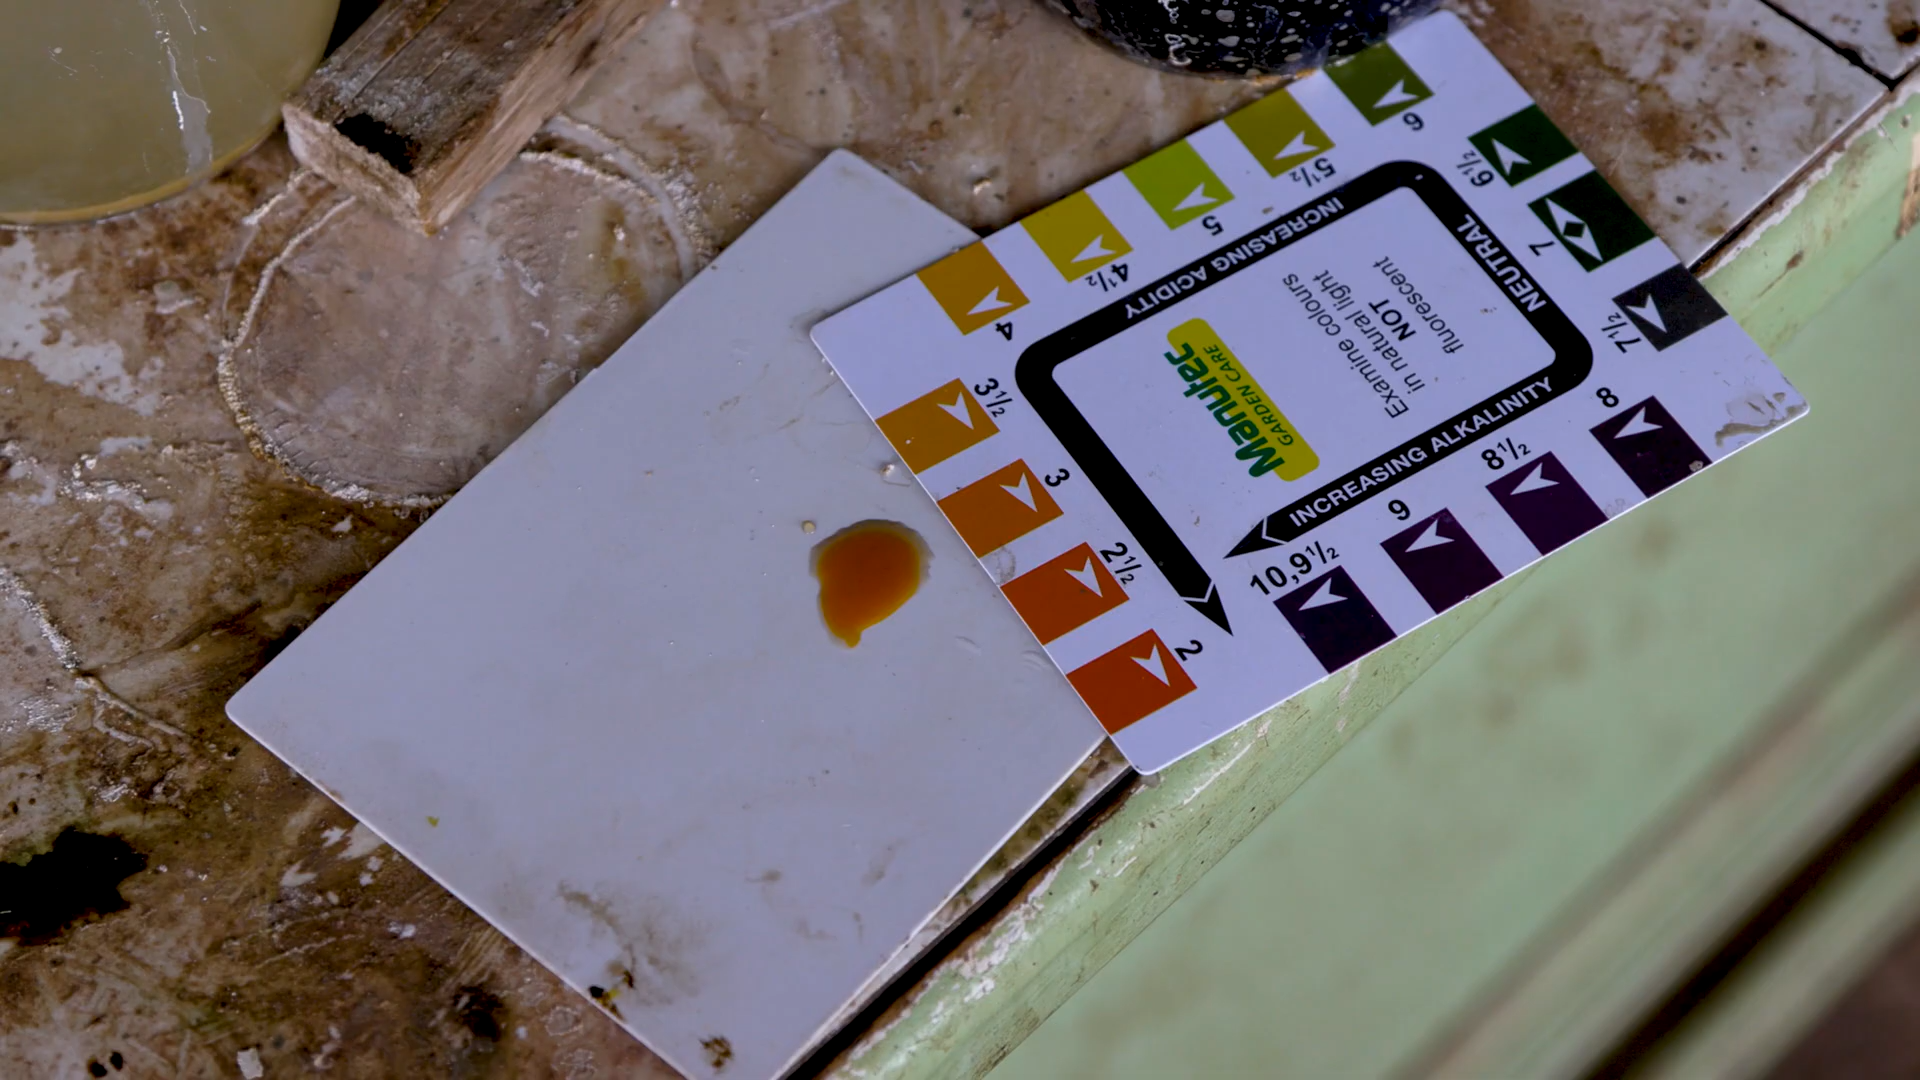 6
5½
5
4½
4
3½
3
2½
2
6½
7
7½
8
8½
9
10,9½
INCREASING ACIDITY
NEUTRAL
INCREASING ALKALINITY
Examine colours
in natural light
NOT
fluorescent
Manutec
GARDEN CARE